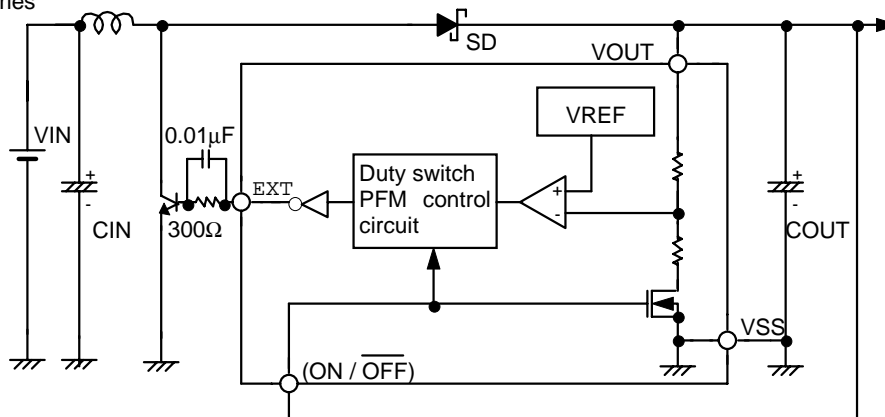 SD
VOUT
VREF
VIN
0.01µF
+
Duty switch
PFM control
circuit
+
-
+
-
EXT
-
CIN
300Ω
COUT
VSS
(ON / OFF)